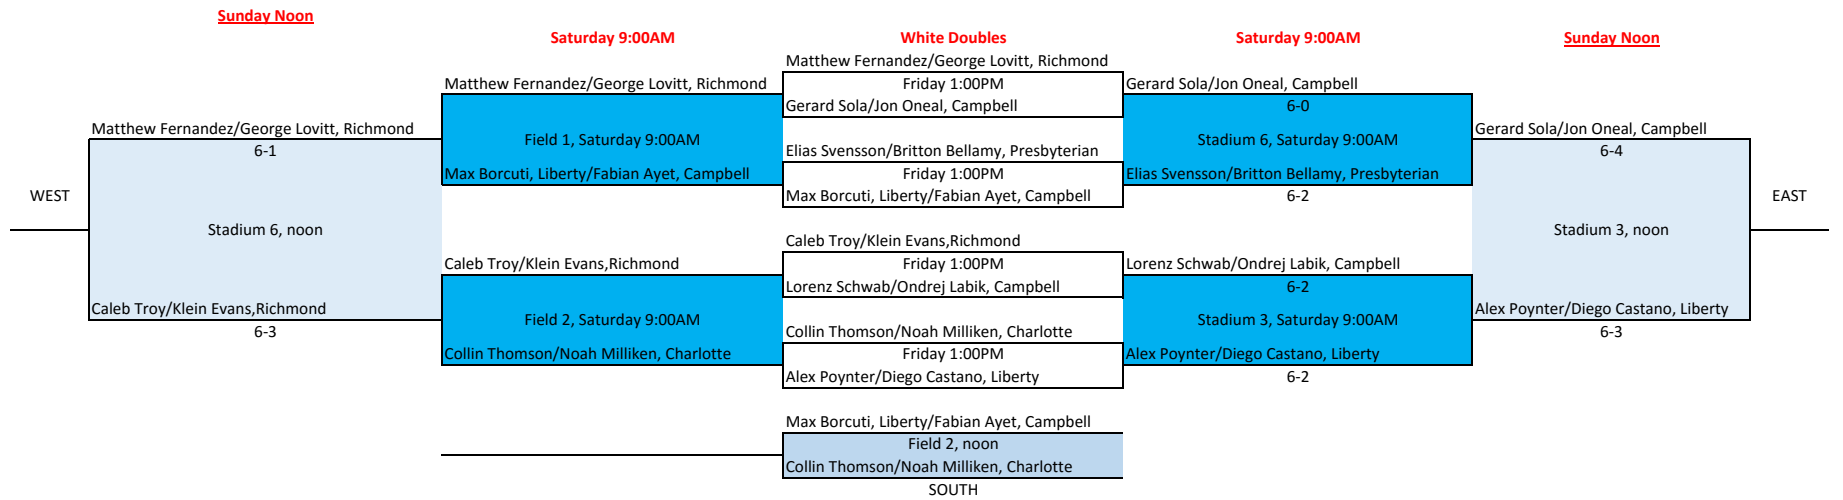 Sunday Noon
Saturday 9:00AM
White Doubles
Saturday 9:00AM
Sunday Noon
Matthew Fernandez/George Lovitt, Richmond
Matthew Fernandez/George Lovitt, Richmond
Friday 1:00PM
Gerard Sola/Jon Oneal, Campbell
Gerard Sola/Jon Oneal, Campbell
6-0
Matthew Fernandez/George Lovitt, Richmond
6-1
Field 1, Saturday 9:00AM
Elias Svensson/Britton Bellamy, Presbyterian
Stadium 6, Saturday 9:00AM
Gerard Sola/Jon Oneal, Campbell
6-4
Max Borcuti, Liberty/Fabian Ayet, Campbell
Friday 1:00PM
Elias Svensson/Britton Bellamy, Presbyterian
WEST
Max Borcuti, Liberty/Fabian Ayet, Campbell
6-2
EAST
Stadium 6, noon
Stadium 3, noon
Caleb Troy/Klein Evans,Richmond
Caleb Troy/Klein Evans,Richmond
Friday 1:00PM
Lorenz Schwab/Ondrej Labik, Campbell
Lorenz Schwab/Ondrej Labik, Campbell
6-2
Caleb Troy/Klein Evans,Richmond
6-3
Field 2, Saturday 9:00AM
Collin Thomson/Noah Milliken, Charlotte
Stadium 3, Saturday 9:00AM
Alex Poynter/Diego Castano, Liberty
6-3
Collin Thomson/Noah Milliken, Charlotte
Friday 1:00PM
Alex Poynter/Diego Castano, Liberty
Alex Poynter/Diego Castano, Liberty
6-2
Max Borcuti, Liberty/Fabian Ayet, Campbell
Field 2, noon
Collin Thomson/Noah Milliken, Charlotte
SOUTH